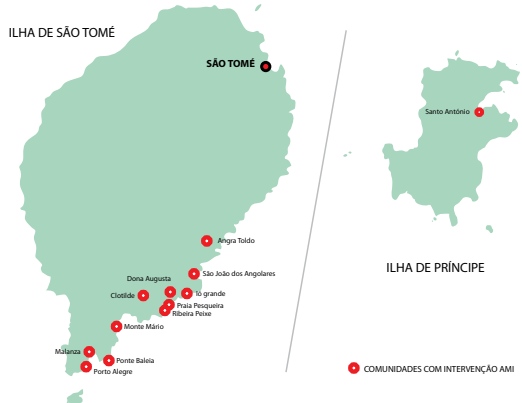 ILHA DE SÃO TOMÉ
SÃO TOMÉ
Santo António
Angra Toldo
São João dos Angolares
ILHA DE PRÍNCIPE
Dona Augusta
Ió grande
Clotilde
Praia Pesqueira
Ribeira Peixe
Monte Mário
Malanza
Ponte Baleia
Porto Alegre
COMUNIDADES COM INTERVENÇÃO AMI